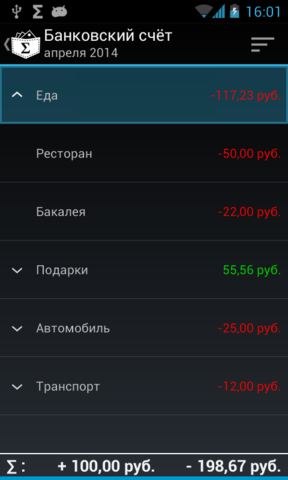 16:01
Банковский счёт
апреля 2014
Еда -117,23 руб.
Ресторан -50,00 руб.
Бакалея -22,00 руб.
Подарки 55,56 руб.
Автомобиль -25,00 руб.
Транспорт -12,00 руб.
Σ : + 100,00 руб. - 198,67 руб.